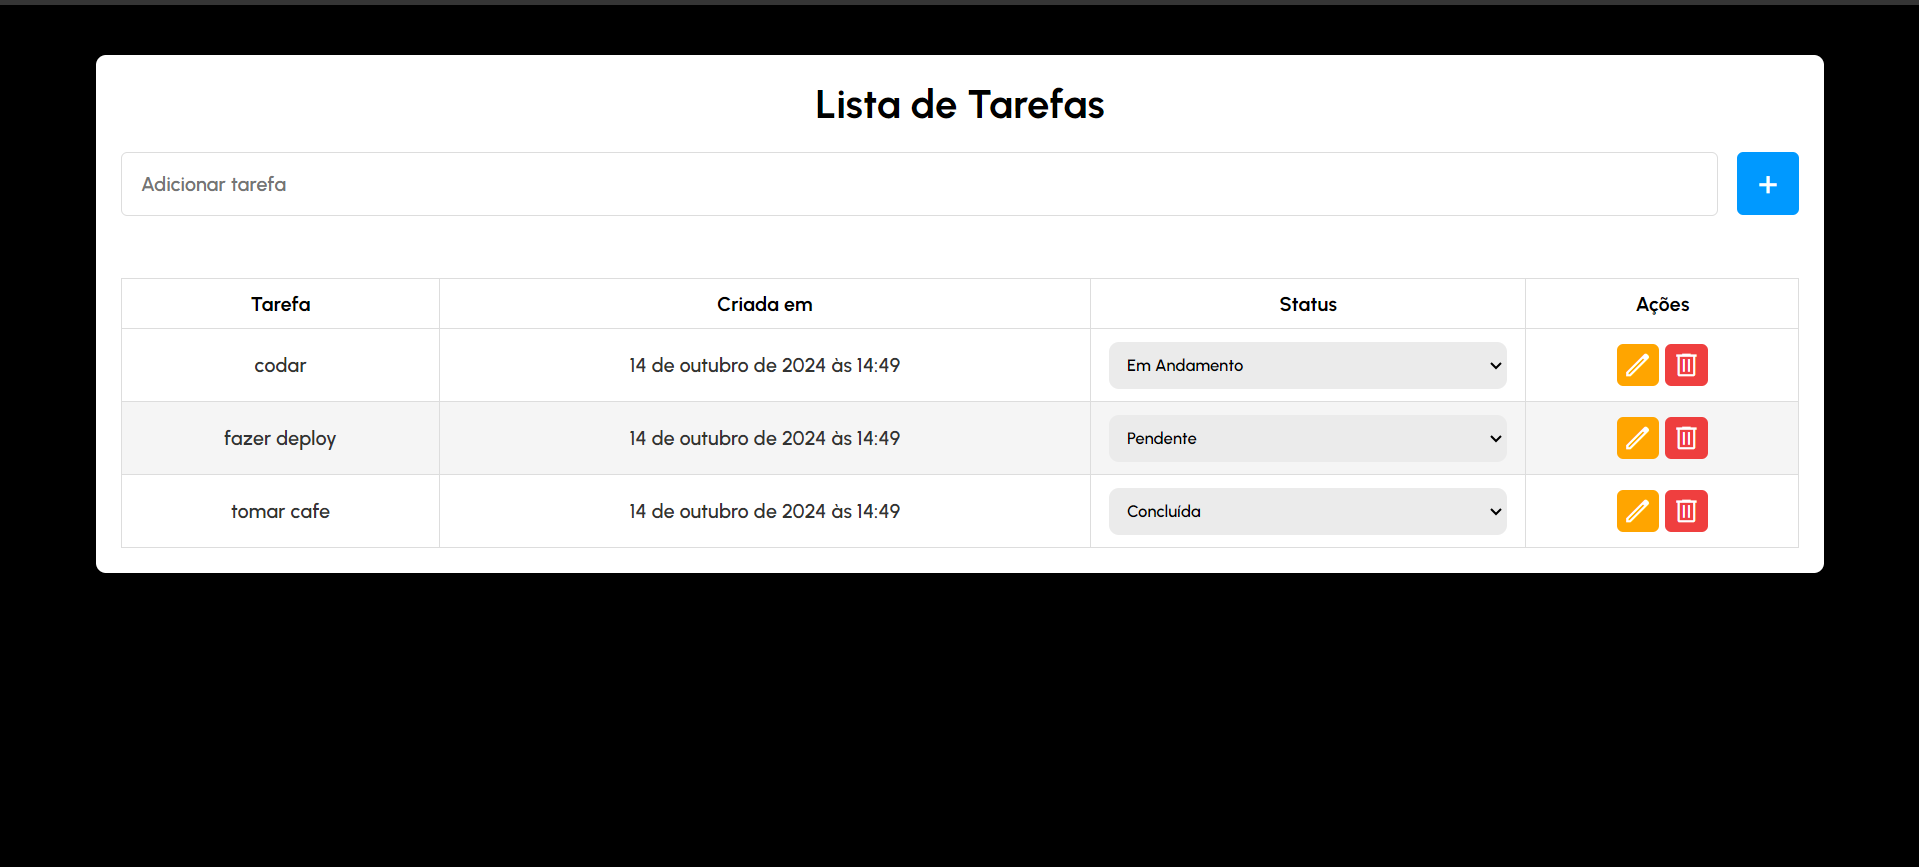 Lista de Tarefas
Adicionar tarefa
+
Tarefa Criada em Status Ações
codar 14 de outubro de 2024 às 14:49 Em Andamento
fazer deploy 14 de outubro de 2024 às 14:49 Pendente
tomar cafe 14 de outubro de 2024 às 14:49 Concluída